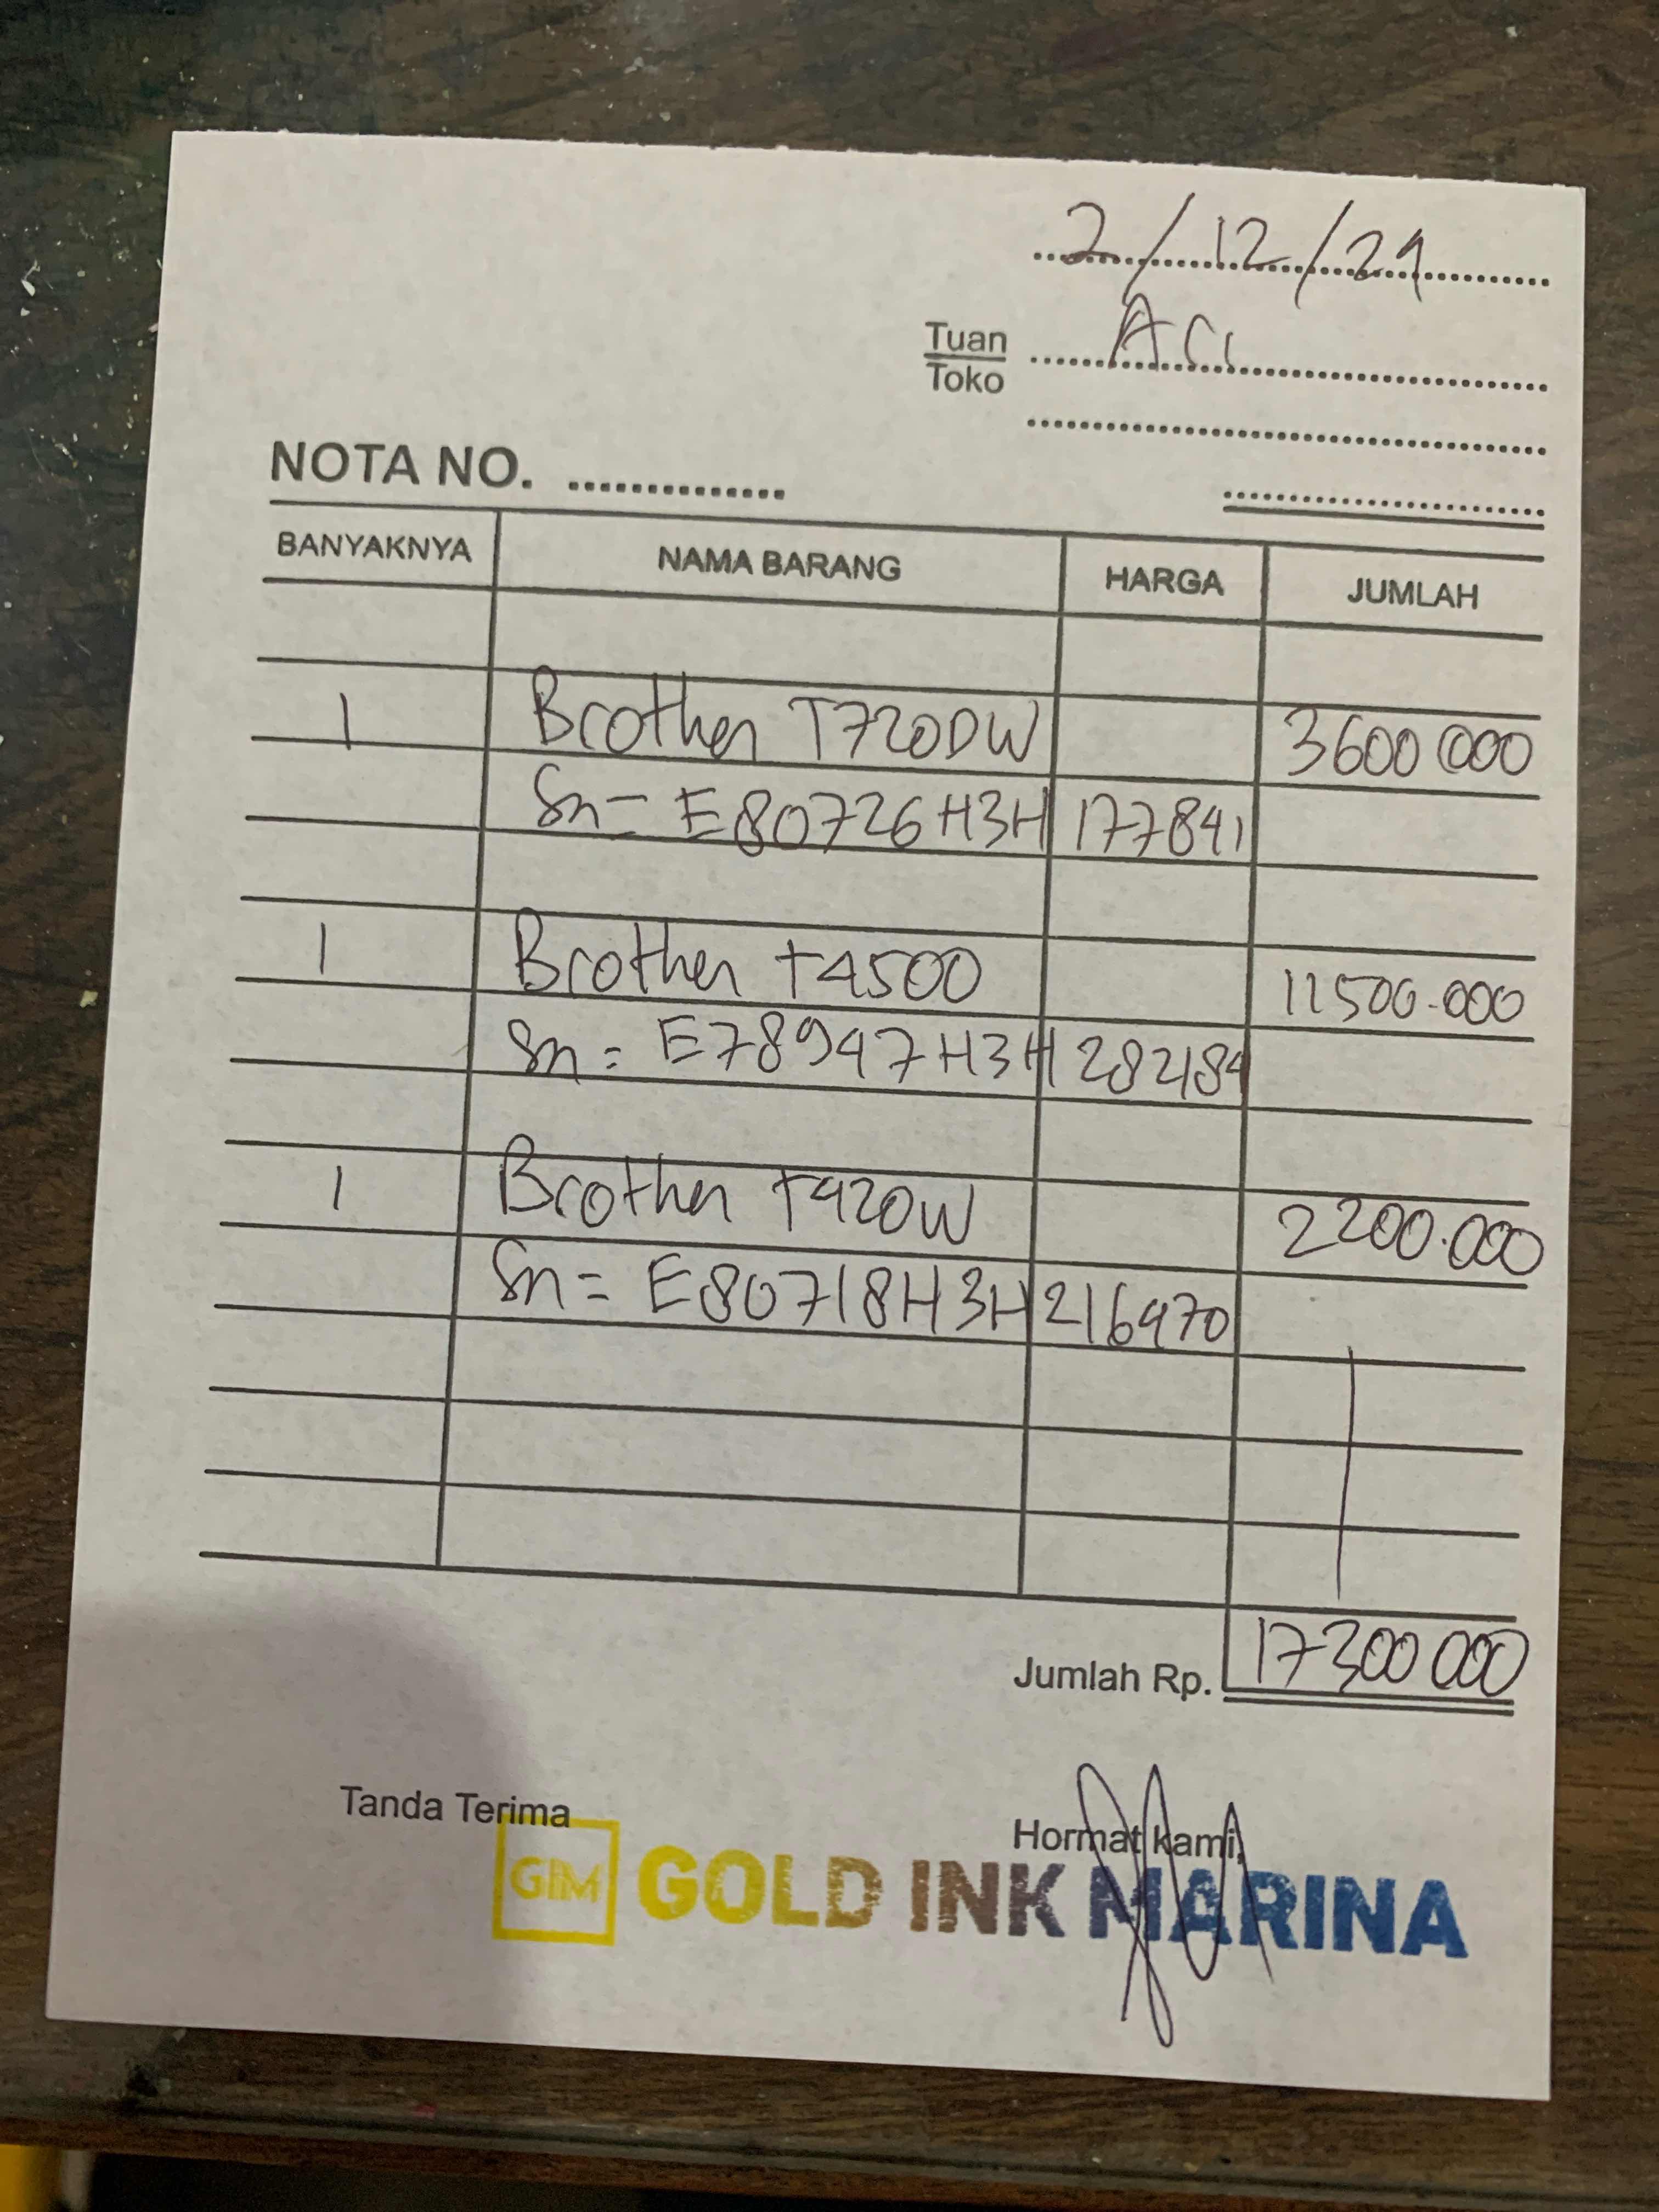 2/12/24
Tuan
Toko
Ari
NOTA NO.
BANYAKNYA NAMA BARANG HARGA JUMLAH
1 Brother T720DW 3600 000
Sn = E80726H3H177841
1 Brother T4500 11500.000
Sn = E78947H3H282184
1 Brother T420W 2200.000
Sn = E80718H3H216470
Jumlah Rp. 17300 000
Tanda Terima
Hormat kami,
GIM GOLD INK MARINA